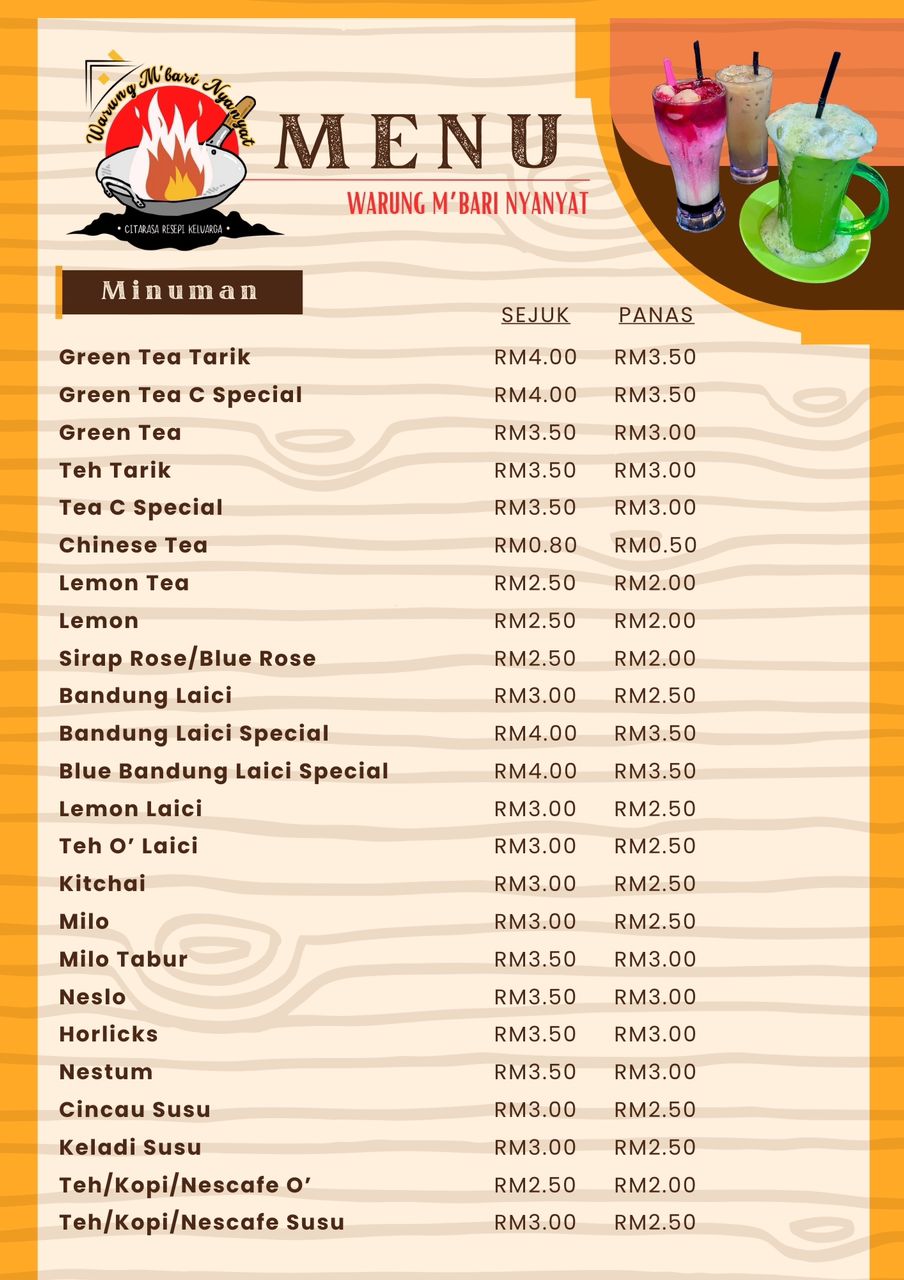 Warung M'bari Nyanyat
• CITARASA RESEPI KELUARGA •
MENU
WARUNG M'BARI NYANYAT
Minuman
SEJUK PANAS
Green Tea Tarik RM4.00 RM3.50
Green Tea C Special RM4.00 RM3.50
Green Tea RM3.50 RM3.00
Teh Tarik RM3.50 RM3.00
Tea C Special RM3.50 RM3.00
Chinese Tea RM0.80 RM0.50
Lemon Tea RM2.50 RM2.00
Lemon RM2.50 RM2.00
Sirap Rose/Blue Rose RM2.50 RM2.00
Bandung Laici RM3.00 RM2.50
Bandung Laici Special RM4.00 RM3.50
Blue Bandung Laici Special RM4.00 RM3.50
Lemon Laici RM3.00 RM2.50
Teh O’ Laici RM3.00 RM2.50
Kitchai RM3.00 RM2.50
Milo RM3.00 RM2.50
Milo Tabur RM3.50 RM3.00
Neslo RM3.50 RM3.00
Horlicks RM3.50 RM3.00
Nestum RM3.50 RM3.00
Cincau Susu RM3.00 RM2.50
Keladi Susu RM3.00 RM2.50
Teh/Kopi/Nescafe O’ RM2.50 RM2.00
Teh/Kopi/Nescafe Susu RM3.00 RM2.50